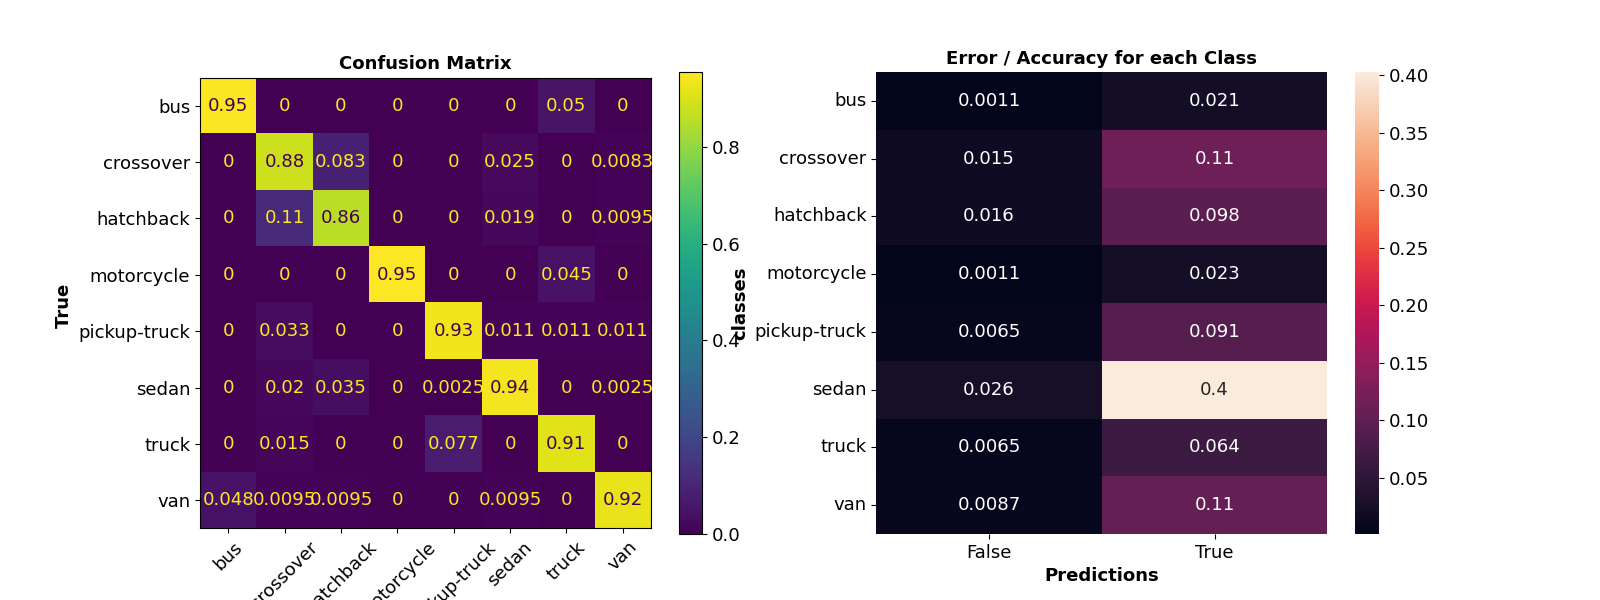 Confusion Matrix
bus 0.95 0 0 0 0 0 0.05 0
crossover 0 0.88 0.083 0 0 0.025 0 0.0083
hatchback 0 0.11 0.86 0 0 0.019 0 0.0095
motorcycle 0 0 0 0.95 0 0 0.045 0
pickup-truck 0 0.033 0 0 0.93 0.011 0.011 0.011
sedan 0 0.02 0.035 0 0.0025 0.94 0 0.0025
truck 0 0.015 0 0 0.077 0 0.91 0
van 0.048 0.0095 0.0095 0 0 0.0095 0 0.92
True
bus crossover atchback otorcycle kup-truck sedan truck van
0.8
0.6
0.4
0.2
0.0
Error / Accuracy for each Class
classes
bus 0.0011 0.021
crossover 0.015 0.11
hatchback 0.016 0.098
motorcycle 0.0011 0.023
pickup-truck 0.0065 0.091
sedan 0.026 0.4
truck 0.0065 0.064
van 0.0087 0.11
False True
Predictions
0.40
0.35
0.30
0.25
0.20
0.15
0.10
0.05